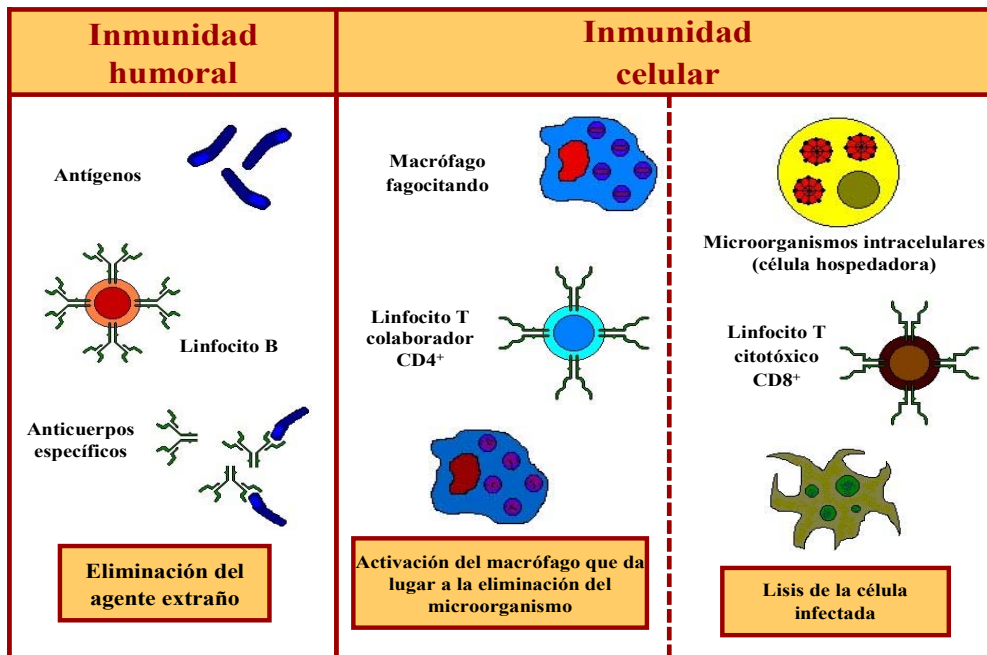 Inmunidad
humoral
Inmunidad
celular
Antígenos
Linfocito B
Anticuerpos
específicos
Eliminación del
agente extraño
Macrófago
fagocitando
Linfocito T
colaborador
CD4⁺
Activación del macrófago que da
lugar a la eliminación del
microorganismo
Microorganismos intracelulares
(célula hospedadora)
Linfocito T
citotóxico
CD8⁺
Lisis de la célula
infectada